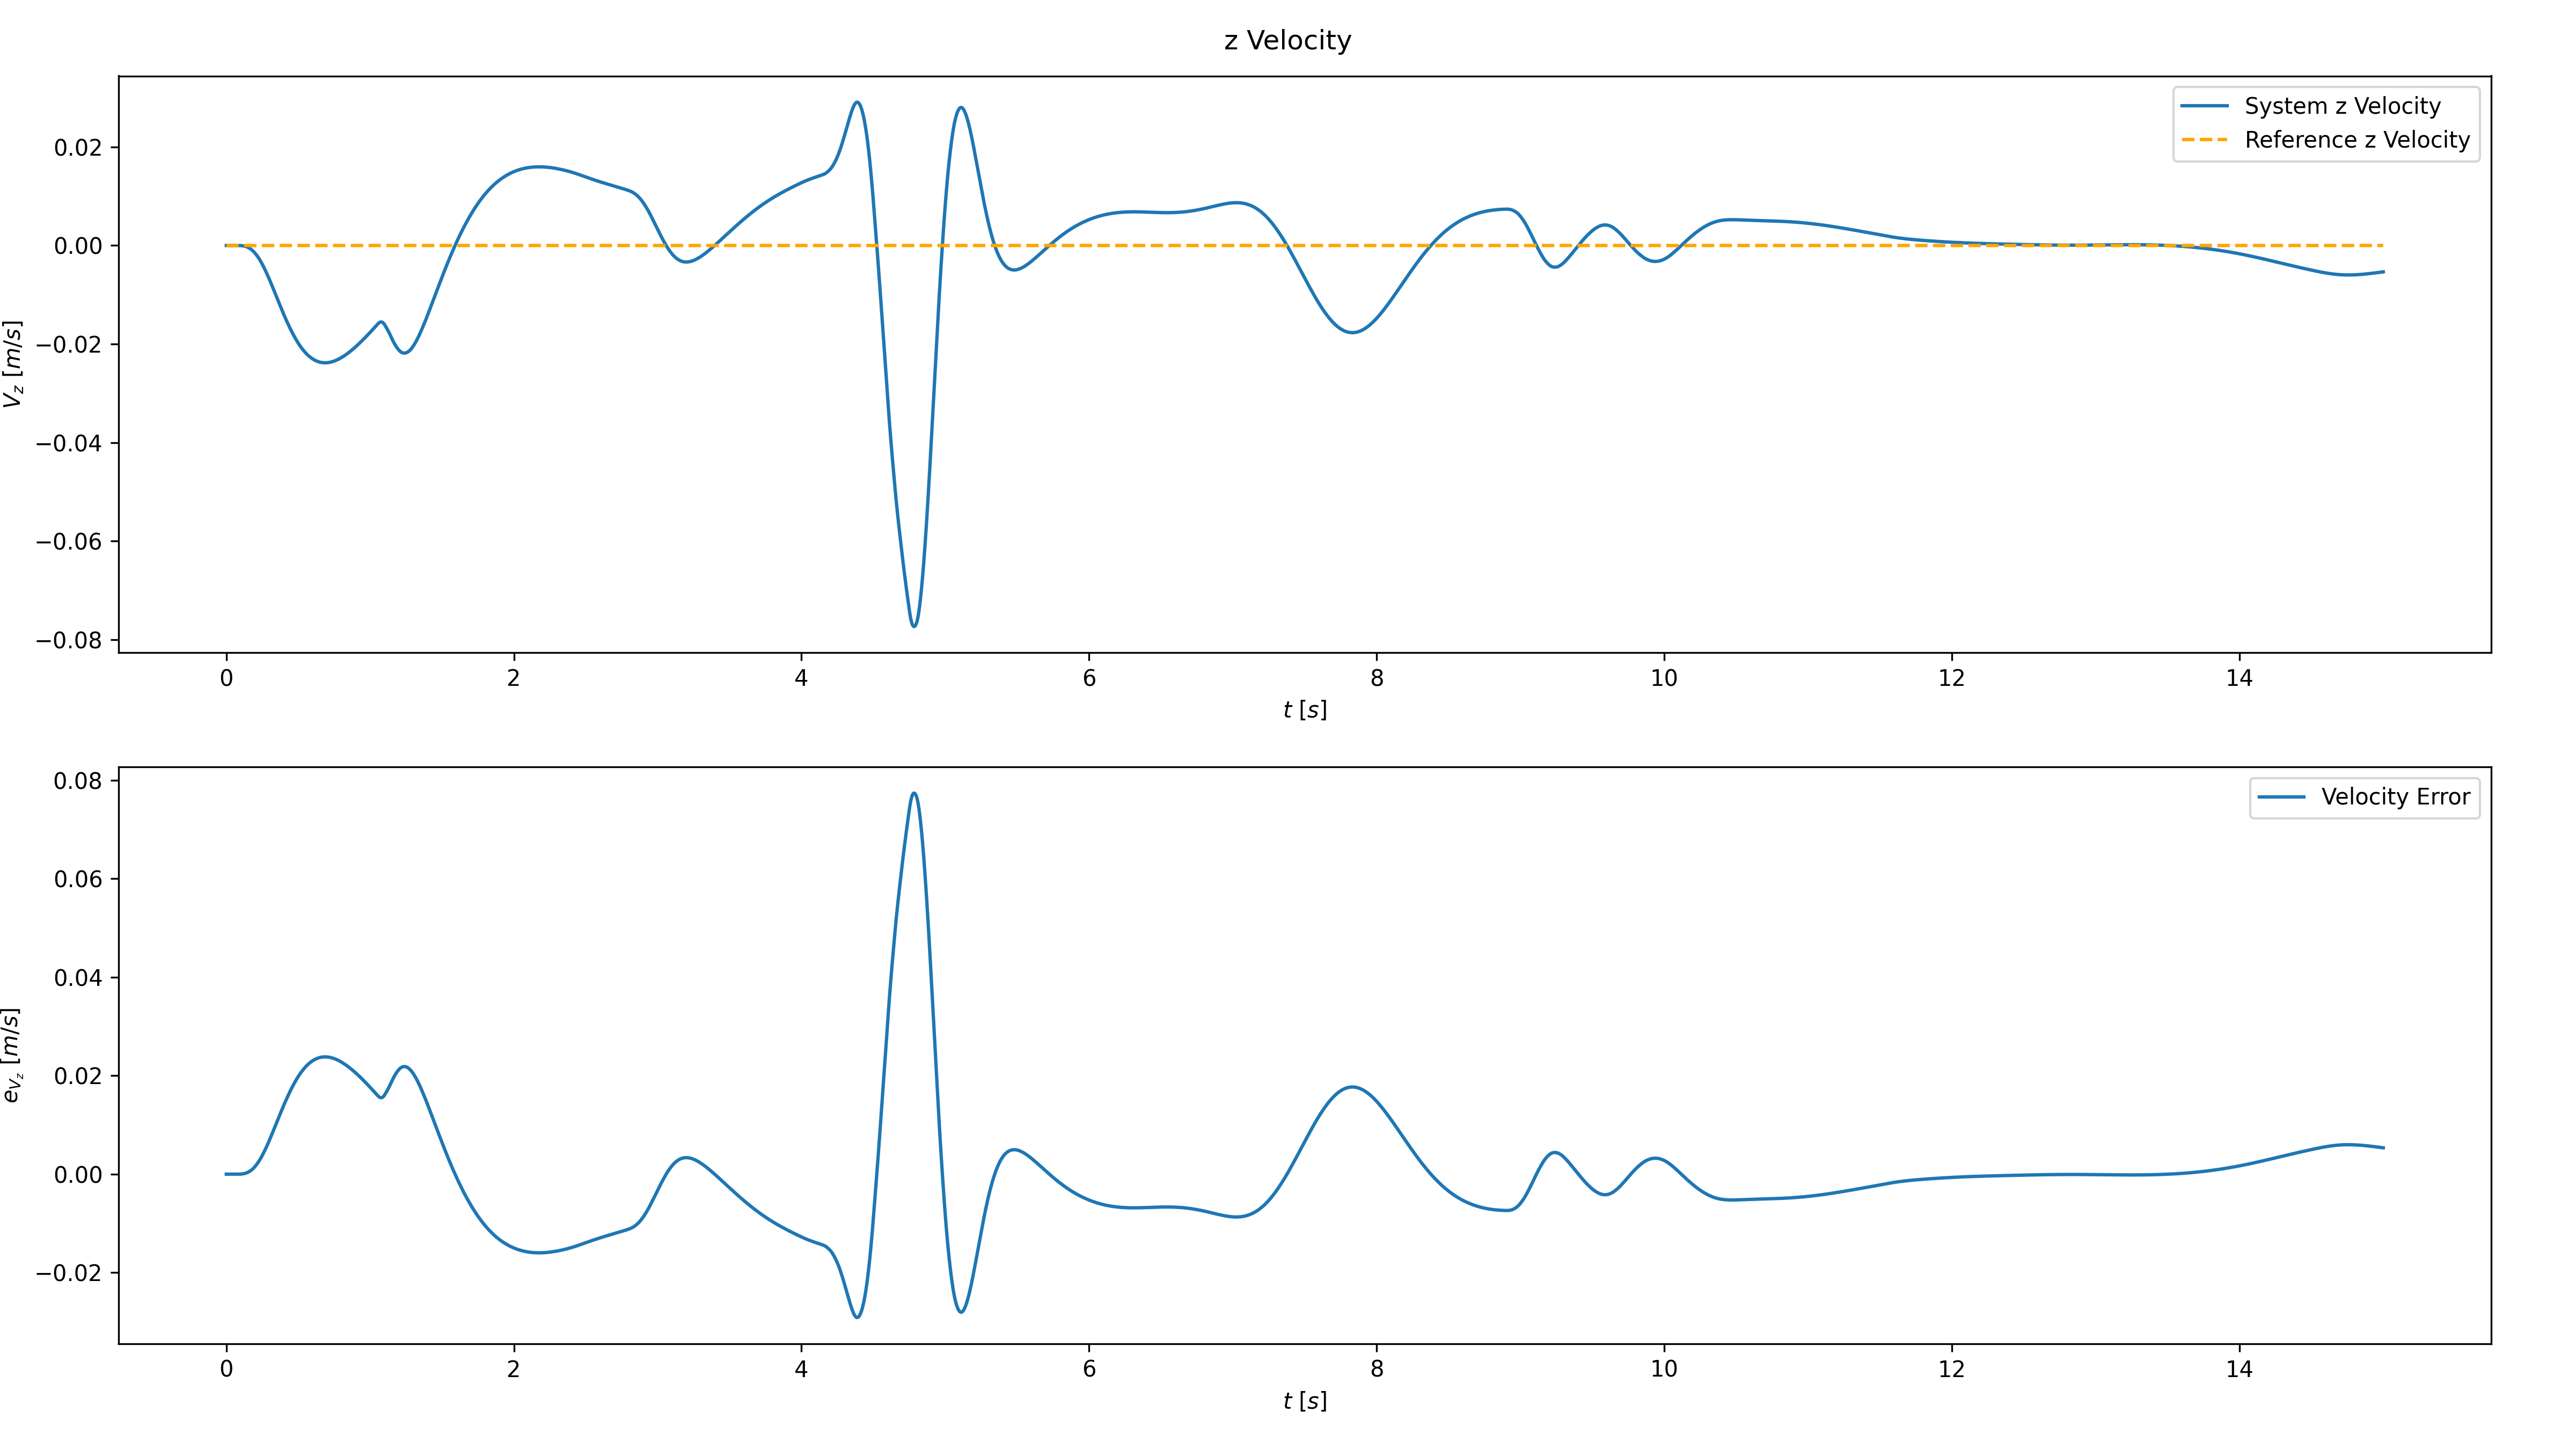 z Velocity
System z Velocity
Reference z Velocity
0.02
0.00
−0.02
−0.04
−0.06
−0.08
V_z [m/s]
0 2 4 6 8 10 12 14
t [s]
Velocity Error
0.08
0.06
0.04
0.02
0.00
−0.02
e_{V_z} [m/s]
0 2 4 6 8 10 12 14
t [s]